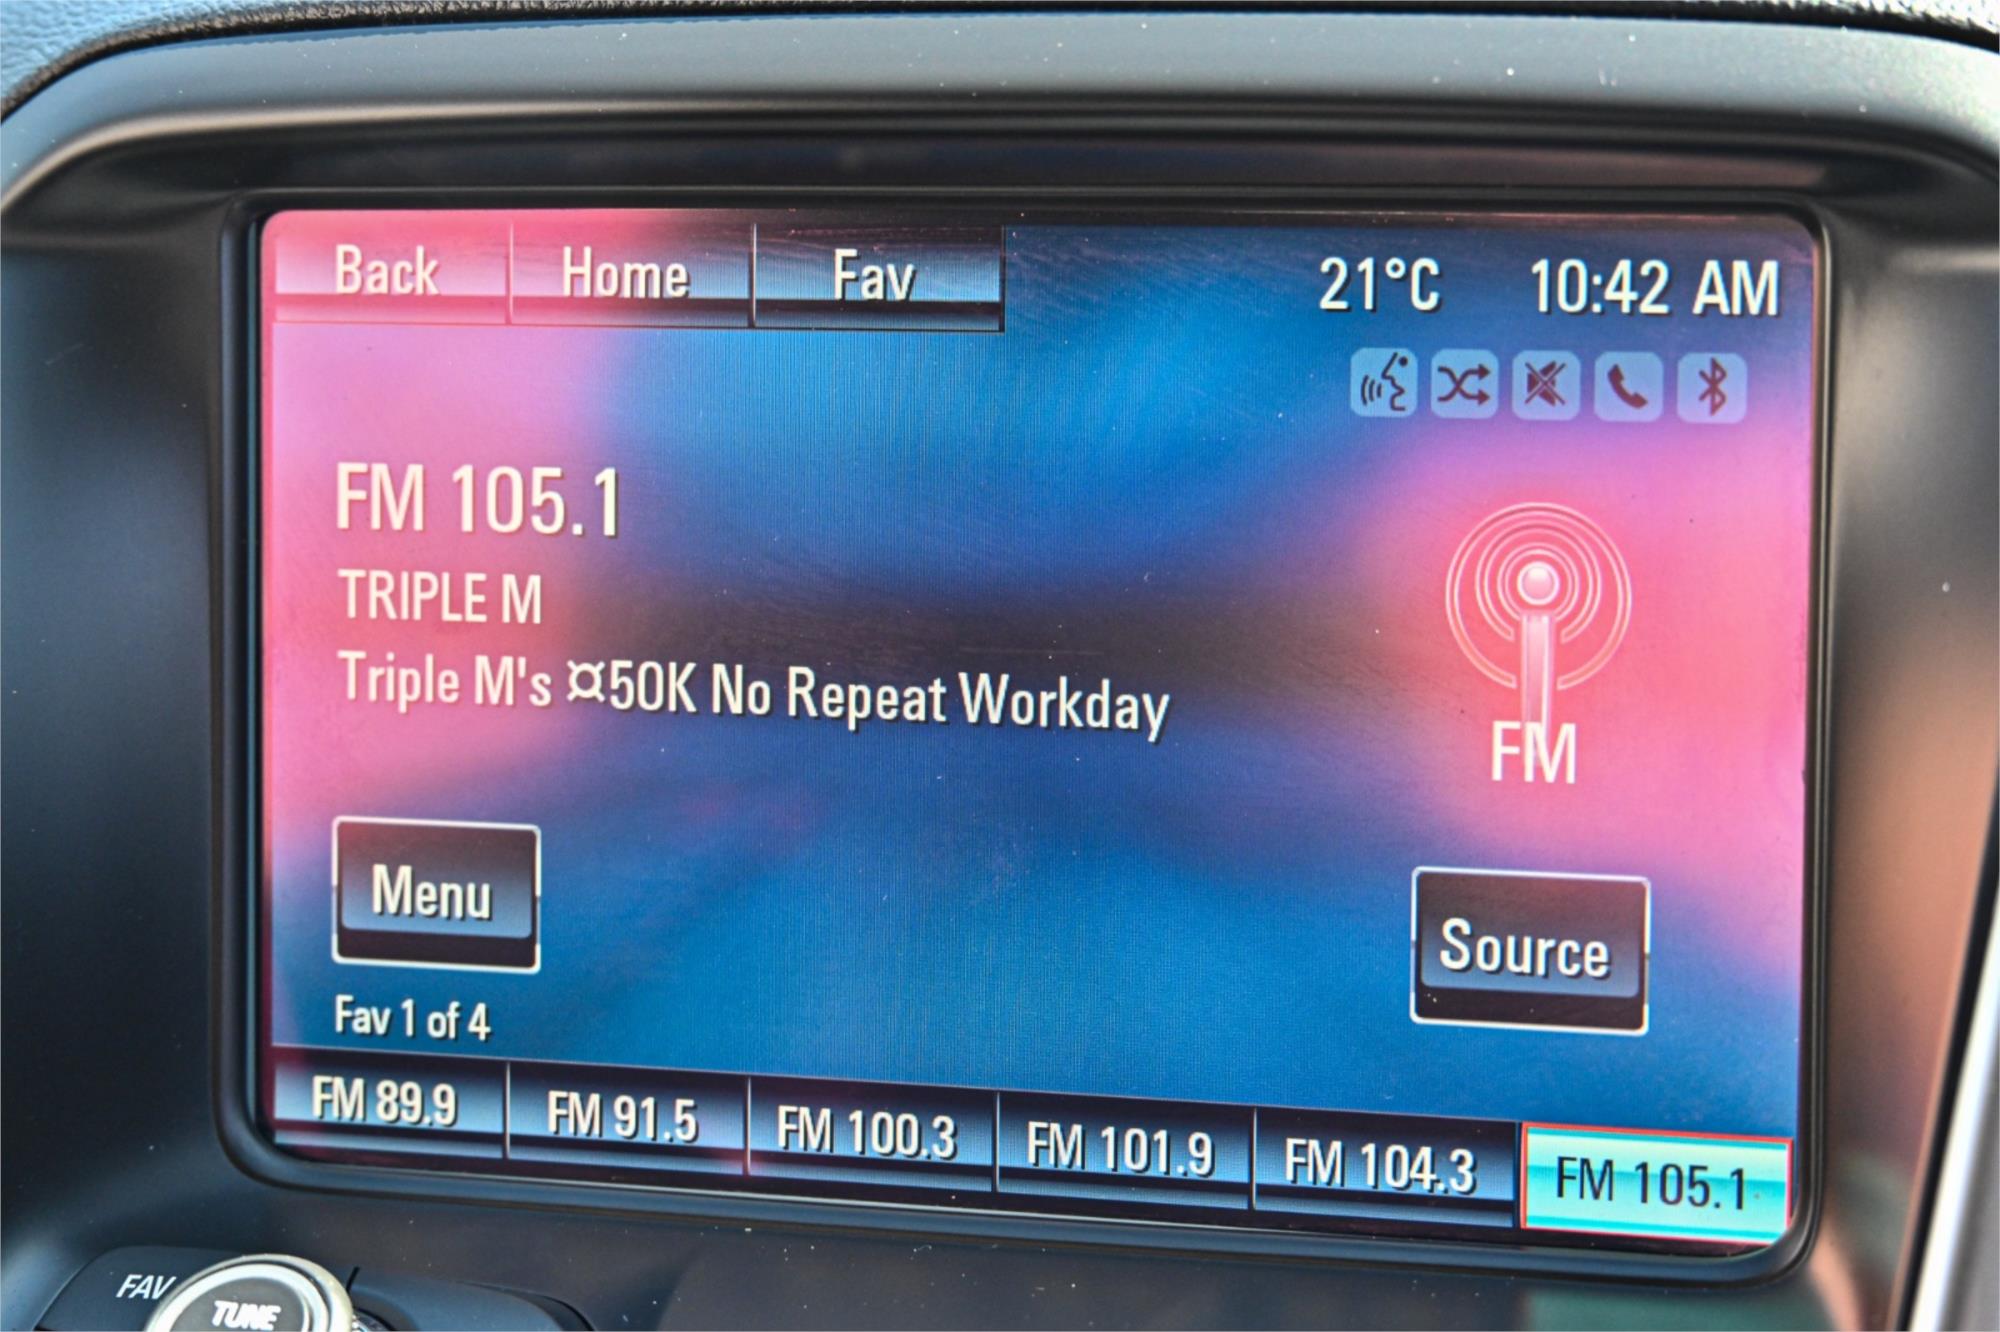 Back Home Fav 21°C 10:42 AM
FM 105.1
TRIPLE M
Triple M's ¤50K No Repeat Workday
FM
Menu
Source
Fav 1 of 4
FM 89.9 FM 91.5 FM 100.3 FM 101.9 FM 104.3 FM 105.1
FAV
TUNE